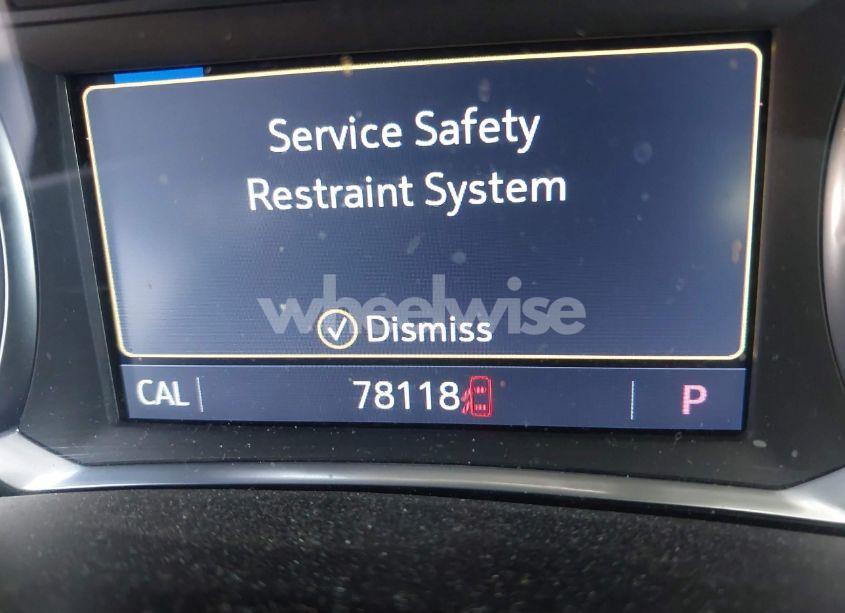 Service Safety
Restraint System
wheelwise
Dismiss
CAL 78118 P